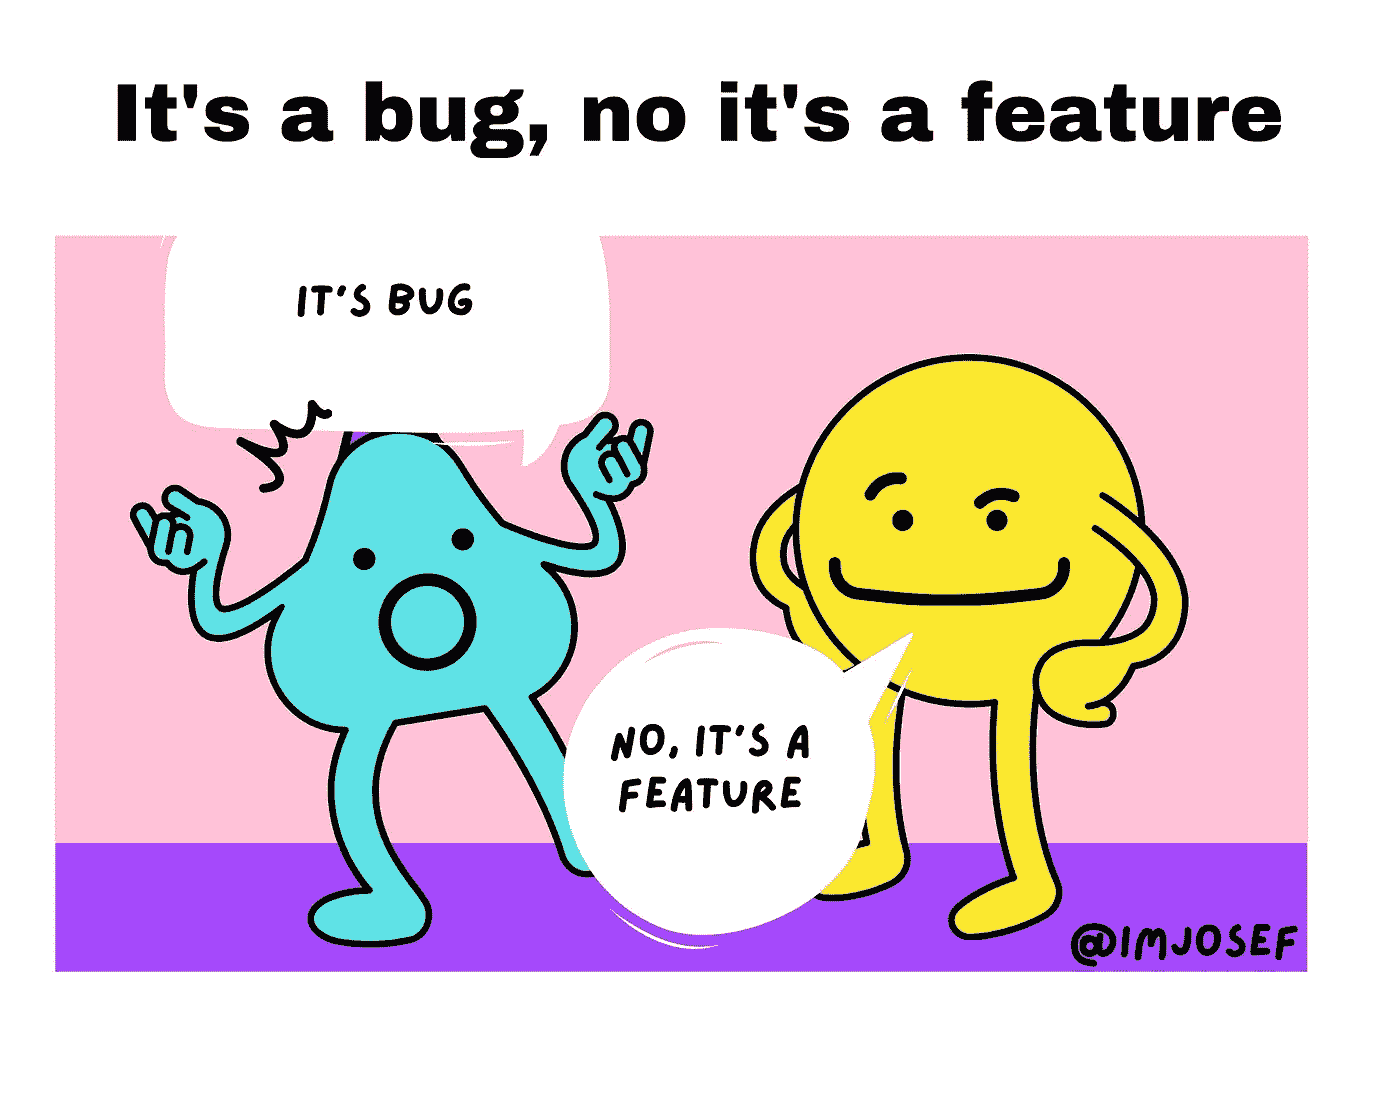 It's a bug, no it's a feature
IT'S BUG
NO, IT'S A
FEATURE
@IMJOSEF